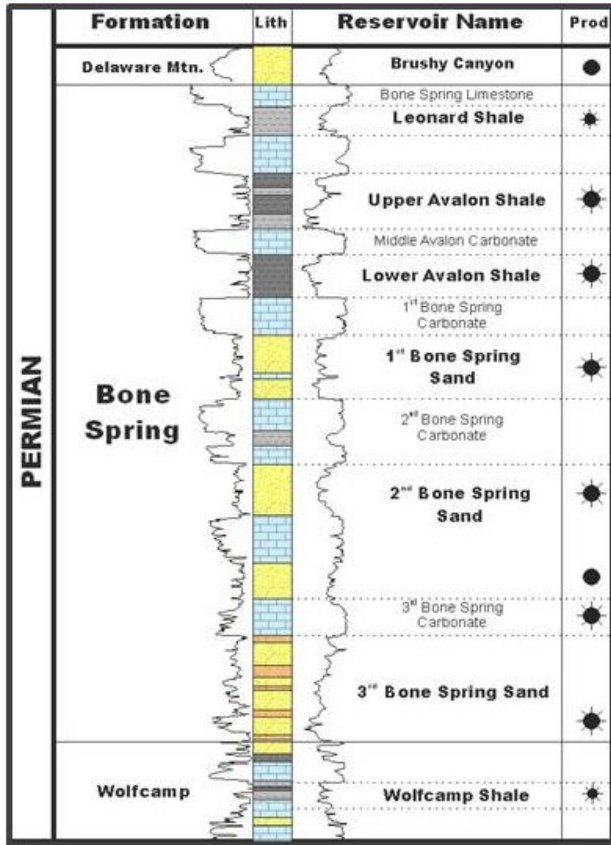 Formation Lith Reservoir Name Prod
PERMIAN
Delaware Mtn. Brushy Canyon
Bone Spring Limestone
Leonard Shale
Upper Avalon Shale
Middle Avalon Carbonate
Lower Avalon Shale
1st Bone Spring
Carbonate
1st Bone Spring
Sand
Bone
Spring
2nd Bone Spring
Carbonate
2nd Bone Spring
Sand
3rd Bone Spring
Carbonate
3rd Bone Spring Sand
Wolfcamp Wolfcamp Shale